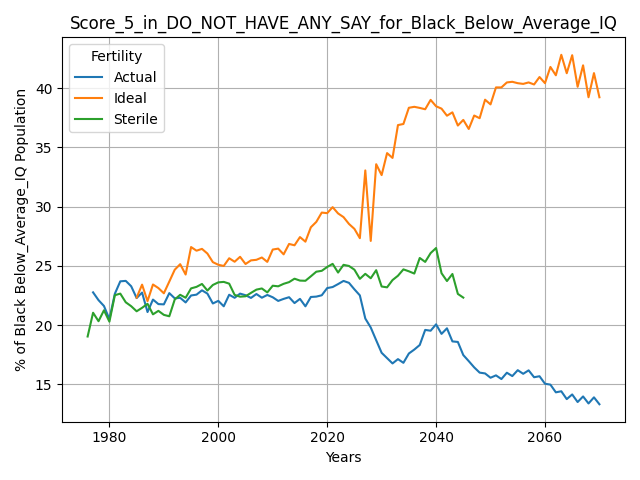 Score_5_in_DO_NOT_HAVE_ANY_SAY_for_Black_Below_Average_IQ
Fertility
Actual
Ideal
Sterile
% of Black Below_Average_IQ Population
40
35
30
25
20
15
1980
2000
2020
2040
2060
Years